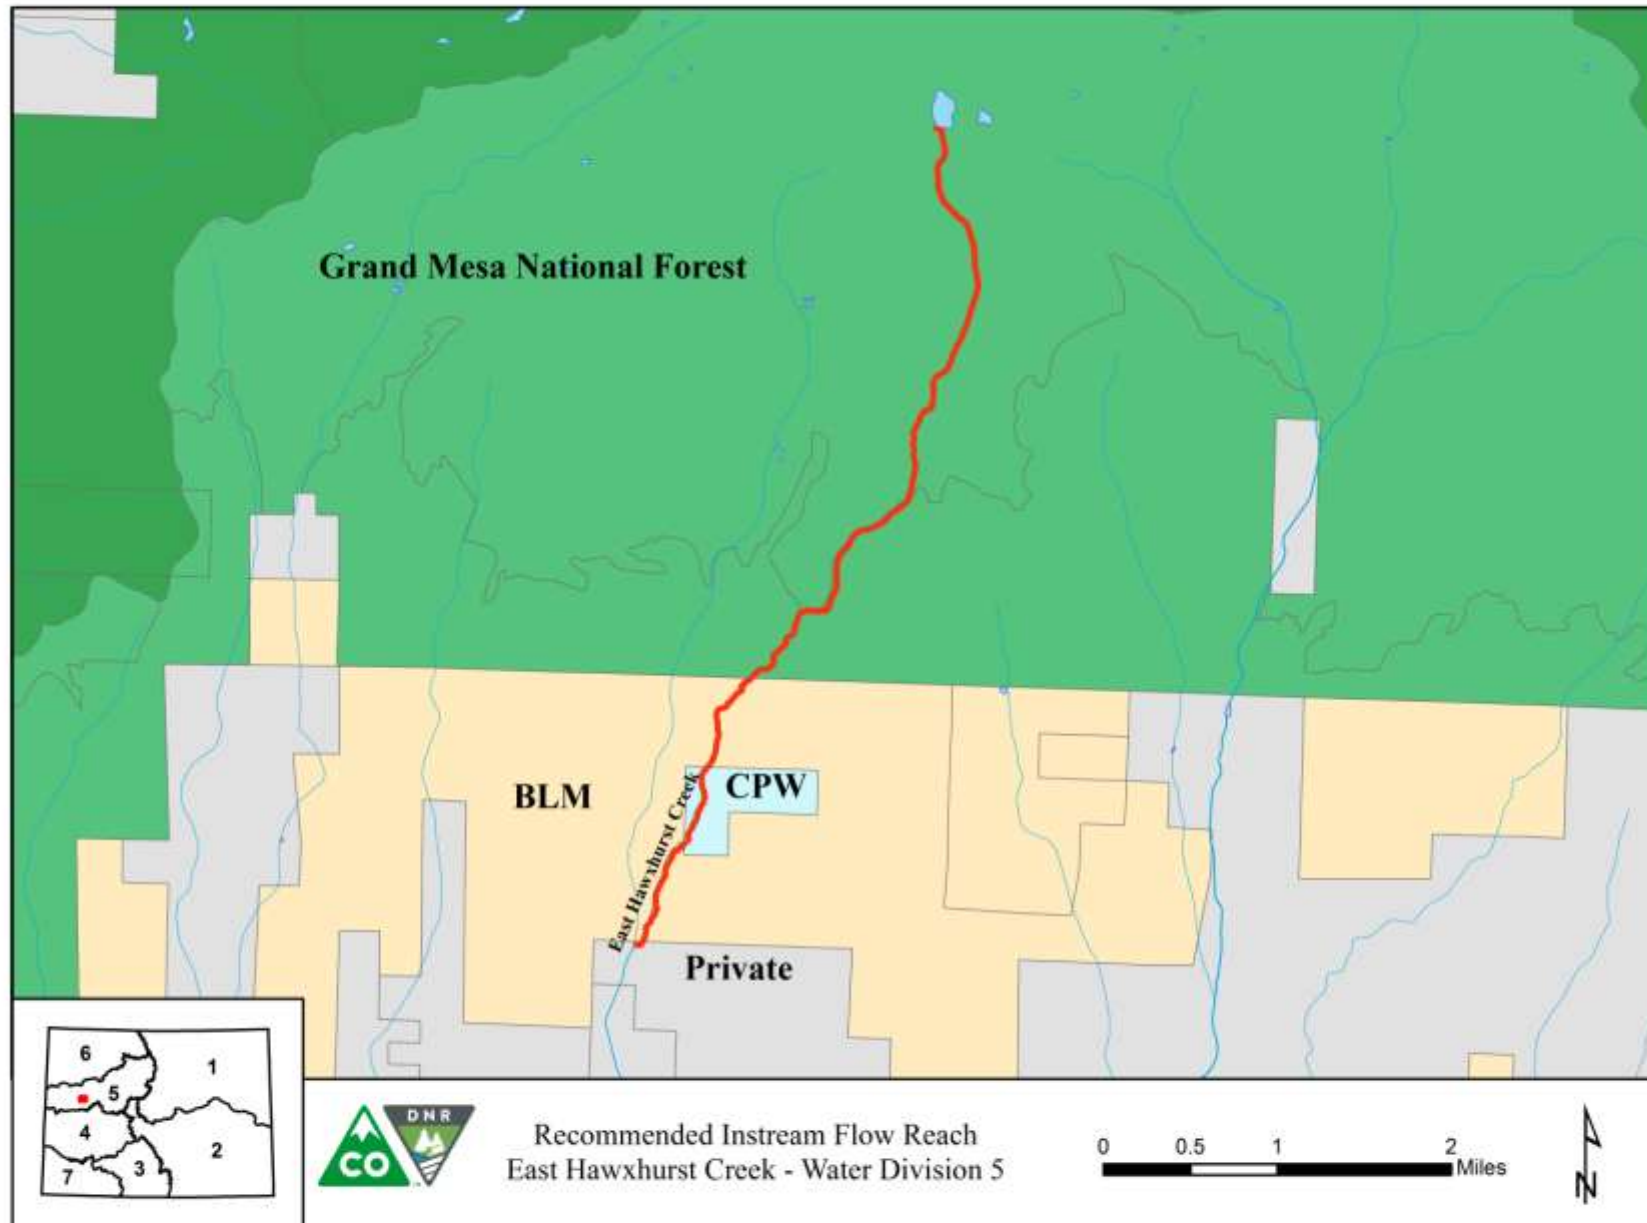 Grand Mesa National Forest
BLM
CPW
East Hawxhurst Creek
Private
6
1
5
4
2
3
7
CO
DNR
Recommended Instream Flow Reach
East Hawxhurst Creek - Water Division 5
0 0.5 1 2
Miles
N